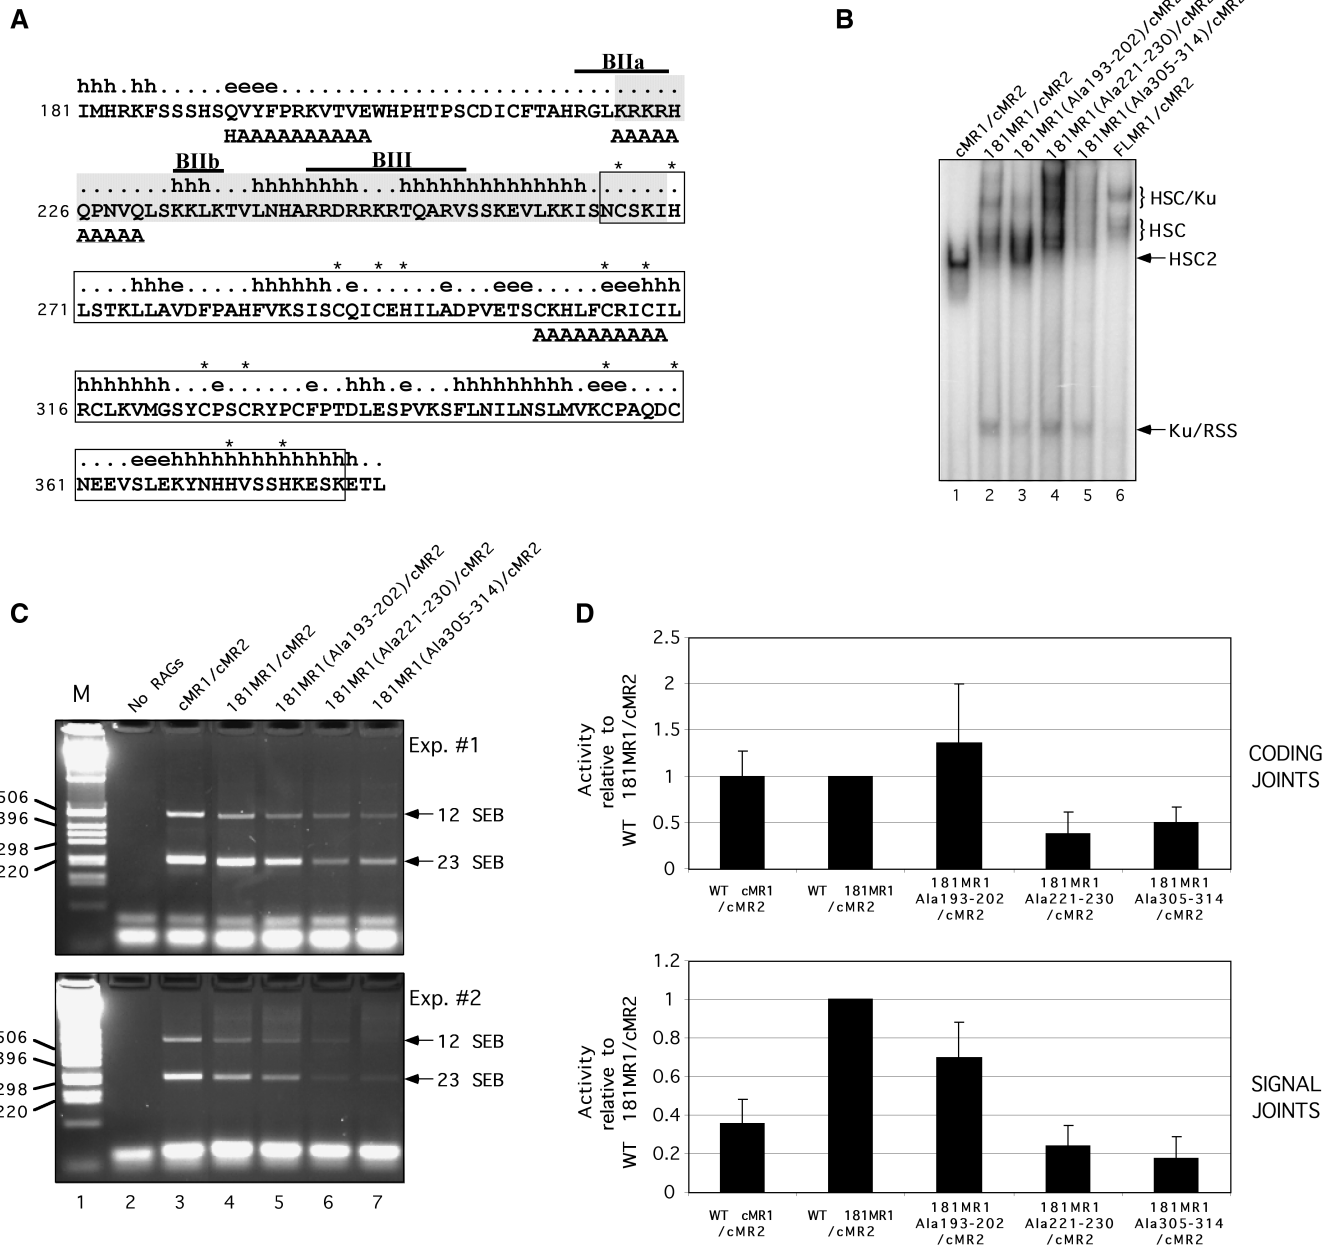 A
BIIa
hhh.hh.....eeee..............................
181 IMHRKFSSSHSQVYFPRKVTVEWHPHTPSCDICFTAHRGLKRKRH
HAAAAAAAAAA AAAAA
BIIb BIII
* *
.......hhh...hhhhhhhh...hhhhhhhhhhhhhh.......
226 QPNVQLSKKLKTVLNHARRDRRKRTQARVSSKEVLKKISNCSKIH
AAAAA
* * * * *
....hhhe...hhhhhh.e......e...eee.....eeehhh..
271 LSTKLLAVDFPAHFVKSISCQICEHILADPVETSCKHLFCRICIL
AAAAAAAAAA
* * * *
hhhhhhh...e......e..hhh.e...hhhhhhhhh.eee....
316 RCLKVMGSYCPSCRYPCFPTDLESPVKSFLNILNSLMVKCPAQDC
* *
....eeehhhhhhhhhhhhhh..
361 NEEVSLEKYNHHVSSHKESKETL
B
cMR1/cMR2
181MR1/cMR2
181MR1(Ala193-202)/cMR2
181MR1(Ala221-230)/cMR2
181MR1(Ala305-314)/cMR2
FLMR1/cMR2
HSC/Ku
HSC
HSC2
Ku/RSS
1 2 3 4 5 6
C
M
No RAGs
cMR1/cMR2
181MR1/cMR2
181MR1(Ala193-202)/cMR2
181MR1(Ala221-230)/cMR2
181MR1(Ala305-314)/cMR2
Exp. #1
506
396
298
220
12 SEB
23 SEB
Exp. #2
506
396
298
220
12 SEB
23 SEB
1 2 3 4 5 6 7
D
Activity
relative to
WT 181MR1/cMR2
2.5
2
1.5
1
0.5
0
WT cMR1
/cMR2
WT 181MR1
/cMR2
181MR1
Ala193-202
/cMR2
181MR1
Ala221-230
/cMR2
181MR1
Ala305-314
/cMR2
CODING
JOINTS
Activity
relative to
WT 181MR1/cMR2
1.2
1
0.8
0.6
0.4
0.2
0
WT cMR1
/cMR2
WT 181MR1
/cMR2
181MR1
Ala193-202
/cMR2
181MR1
Ala221-230
/cMR2
181MR1
Ala305-314
/cMR2
SIGNAL
JOINTS